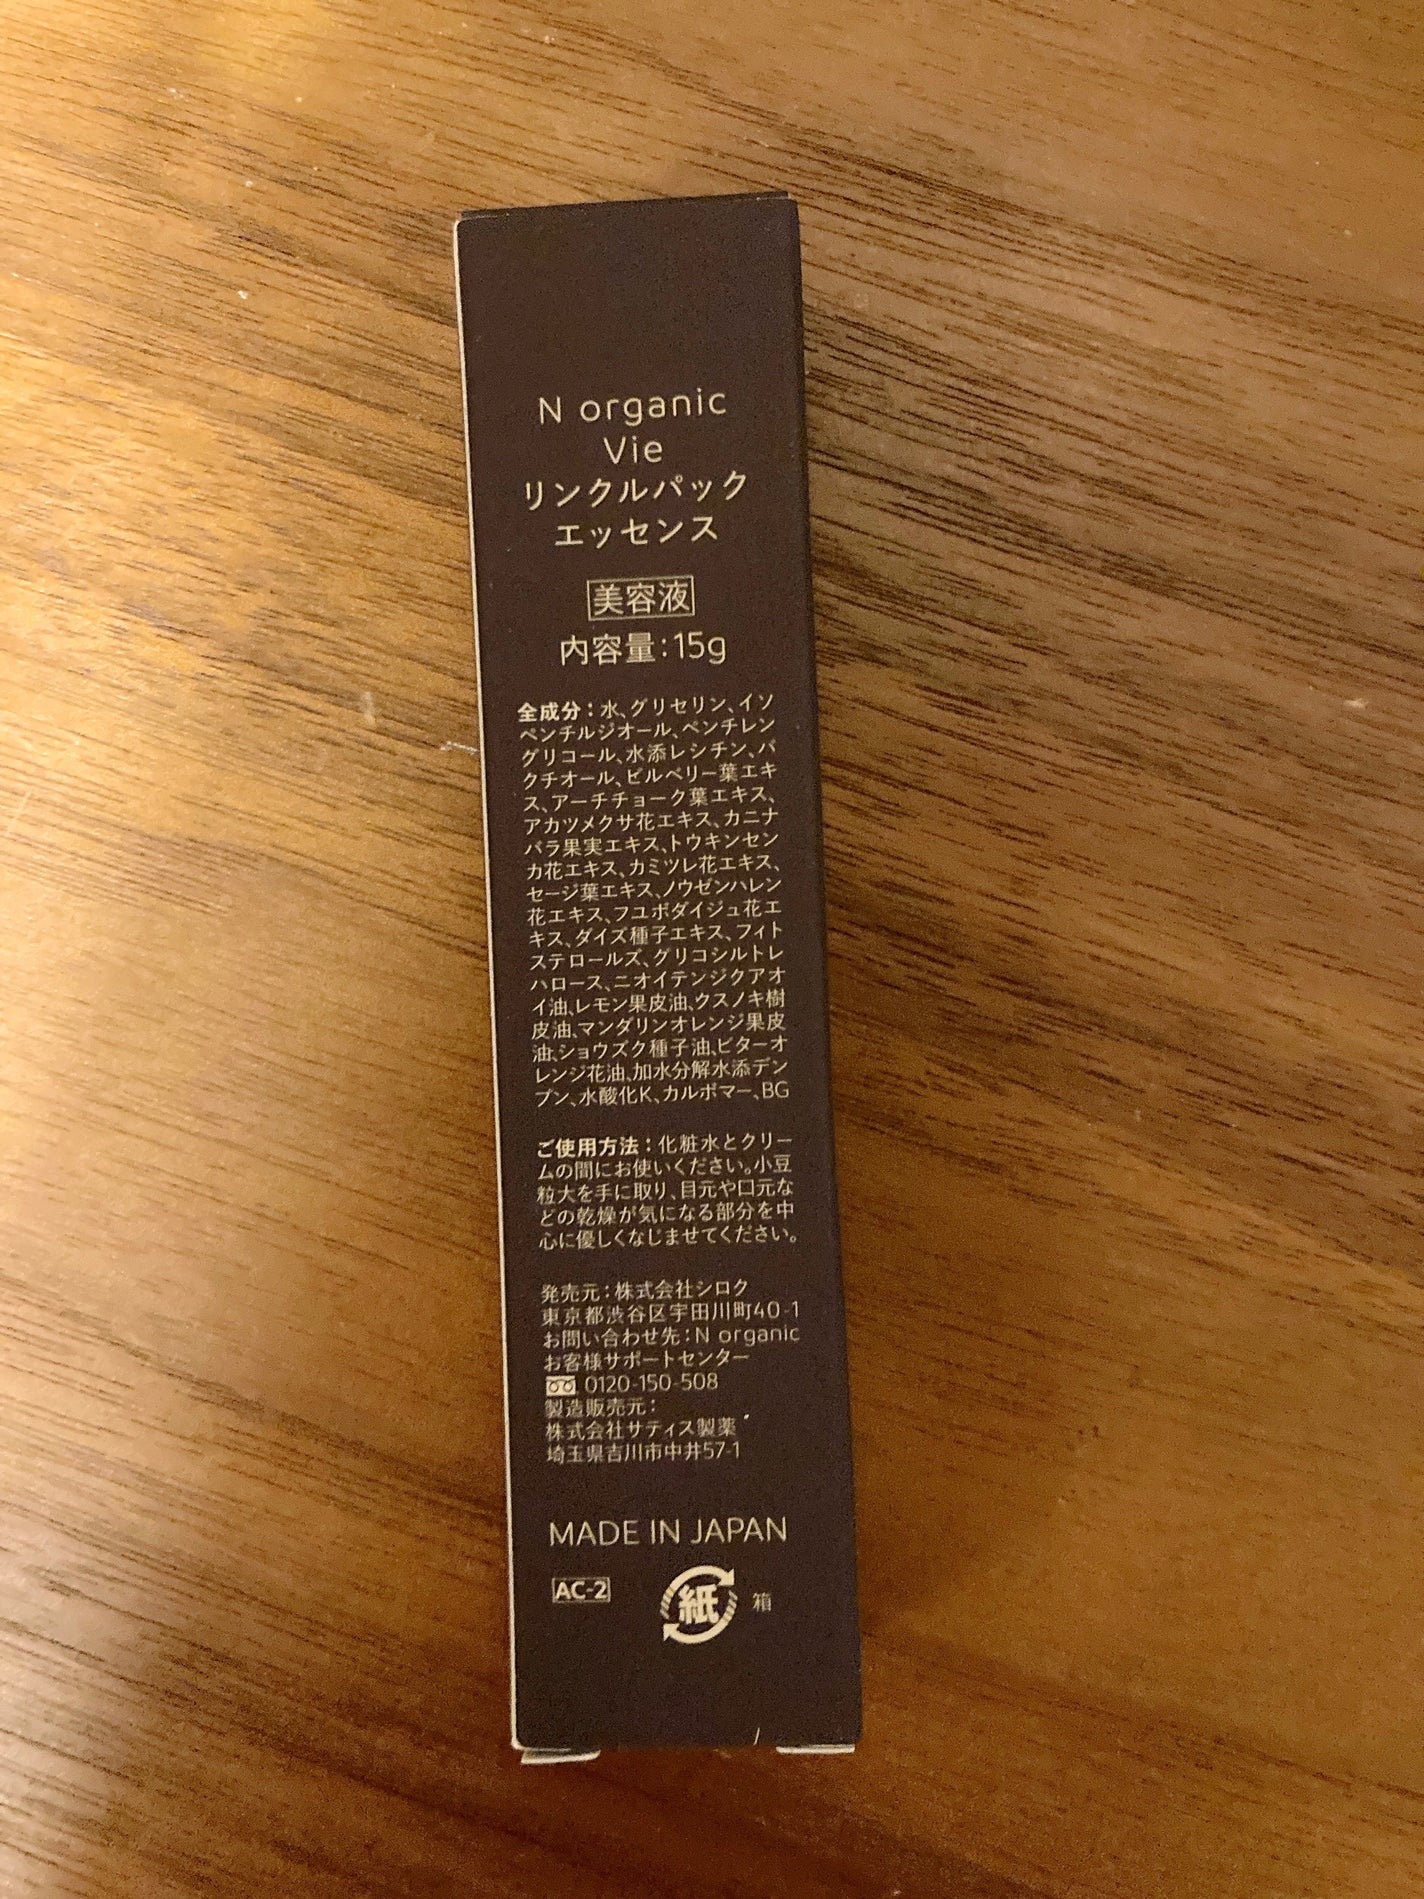 N organic
Vie
リンクルパック
エッセンス
美容液
内容量:15g
全成分:水、グリセリン、イソ
ペンチルジオール、ペンチレン
グリコール、水添レシチン、バ
クチオール、ビルベリー葉エキ
ス、アーチチョーク葉エキス、
アカツメクサ花エキス、カニナ
バラ果実エキス、トウキンセン
カ花エキス、カミツレ花エキス、
セージ葉エキス、ノウゼンハレン
花エキス、フユボダイジュ花エ
キス、ダイズ種子エキス、フィト
ステロールズ、グリコシルトレ
ハロース、ニオイテンジクアオ
イ油、レモン果皮油、クスノキ樹
皮油、マンダリンオレンジ果皮
油、ショウズク種子油、ビターオ
レンジ花油、加水分解水添デン
プン、水酸化K、カルボマー、BG
ご使用方法:化粧水とクリー
ムの間にお使いください。小豆
粒大を手に取り、目元や口元な
どの乾燥が気になる部分を中
心に優しくなじませてください。
発売元:株式会社シロク
東京都渋谷区宇田川町40-1
お問い合わせ先:N organic
お客様サポートセンター
0120-150-508
製造販売元:
株式会社サティス製薬
埼玉県吉川市中井57-1
MADE IN JAPAN
AC-2
紙 箱